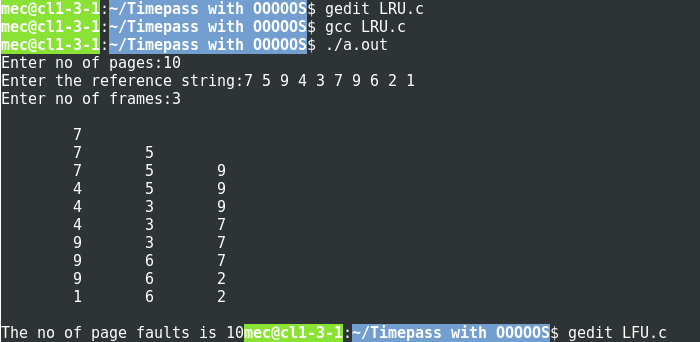 mec@cl1-3-1:~/Timepass with OOOOOS$ gedit LRU.c
mec@cl1-3-1:~/Timepass with OOOOOS$ gcc LRU.c
mec@cl1-3-1:~/Timepass with OOOOOS$ ./a.out
Enter no of pages:10
Enter the reference string:7 5 9 4 3 7 9 6 2 1
Enter no of frames:3
7
7 5
7 5 9
4 5 9
4 3 9
4 3 7
9 3 7
9 6 7
9 6 2
1 6 2
The no of page faults is 10mec@cl1-3-1:~/Timepass with OOOOOS$ gedit LFU.c